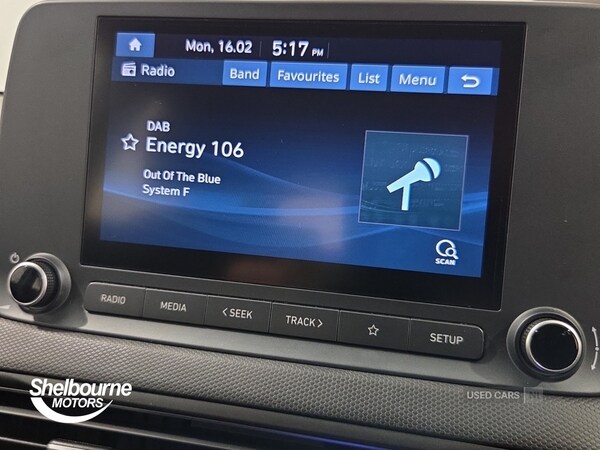 Mon, 16.02 5:17 PM
Radio Band Favourites List Menu
DAB
Energy 106
Out Of The Blue
System F
SCAN
RADIO MEDIA < SEEK TRACK > SETUP
Shelbourne
MOTORS
USED CARS NI